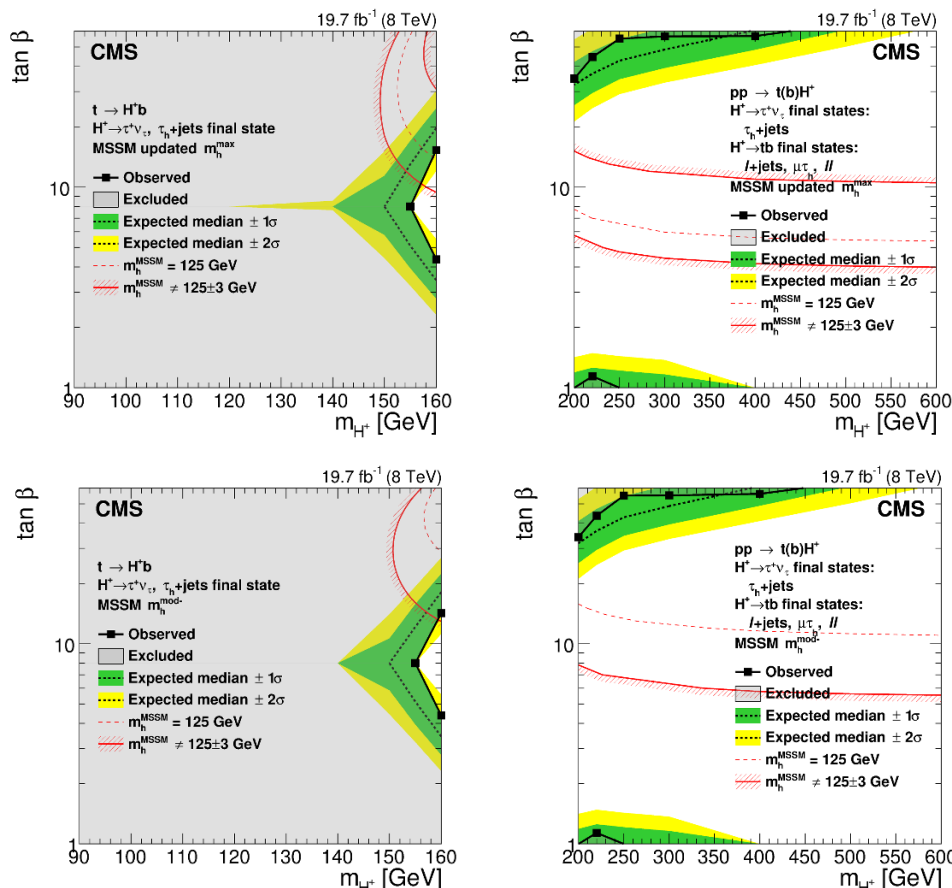 19.7 fb⁻¹ (8 TeV)
tan β
CMS
t → H⁺b
H⁺→τ⁺ν_τ, τ_h+jets final state
MSSM updated m_h^max
Observed
Excluded
Expected median ± 1σ
Expected median ± 2σ
m_h^MSSM = 125 GeV
m_h^MSSM ≠ 125±3 GeV
10
1
90 100 110 120 130 140 150 160
m_H⁺ [GeV]
19.7 fb⁻¹ (8 TeV)
tan β
CMS
pp → t(b)H⁺
H⁺→τ⁺ν_τ final states:
τ_h+jets
H⁺→tb final states:
l+jets, μτ_h, ll
MSSM updated m_h^max
Observed
Excluded
Expected median ± 1σ
Expected median ± 2σ
m_h^MSSM = 125 GeV
m_h^MSSM ≠ 125±3 GeV
10
1
200 250 300 350 400 450 500 550 600
m_H⁺ [GeV]
19.7 fb⁻¹ (8 TeV)
tan β
CMS
t → H⁺b
H⁺→τ⁺ν_τ, τ_h+jets final state
MSSM m_h^mod-
Observed
Excluded
Expected median ± 1σ
Expected median ± 2σ
m_h^MSSM = 125 GeV
m_h^MSSM ≠ 125±3 GeV
10
1
90 100 110 120 130 140 150 160
m_H⁺ [GeV]
19.7 fb⁻¹ (8 TeV)
tan β
CMS
pp → t(b)H⁺
H⁺→τ⁺ν_τ final states:
τ_h+jets
H⁺→tb final states:
l+jets, μτ_h, ll
MSSM m_h^mod-
Observed
Excluded
Expected median ± 1σ
Expected median ± 2σ
m_h^MSSM = 125 GeV
m_h^MSSM ≠ 125±3 GeV
10
1
200 250 300 350 400 450 500 550 600
m_H⁺ [GeV]